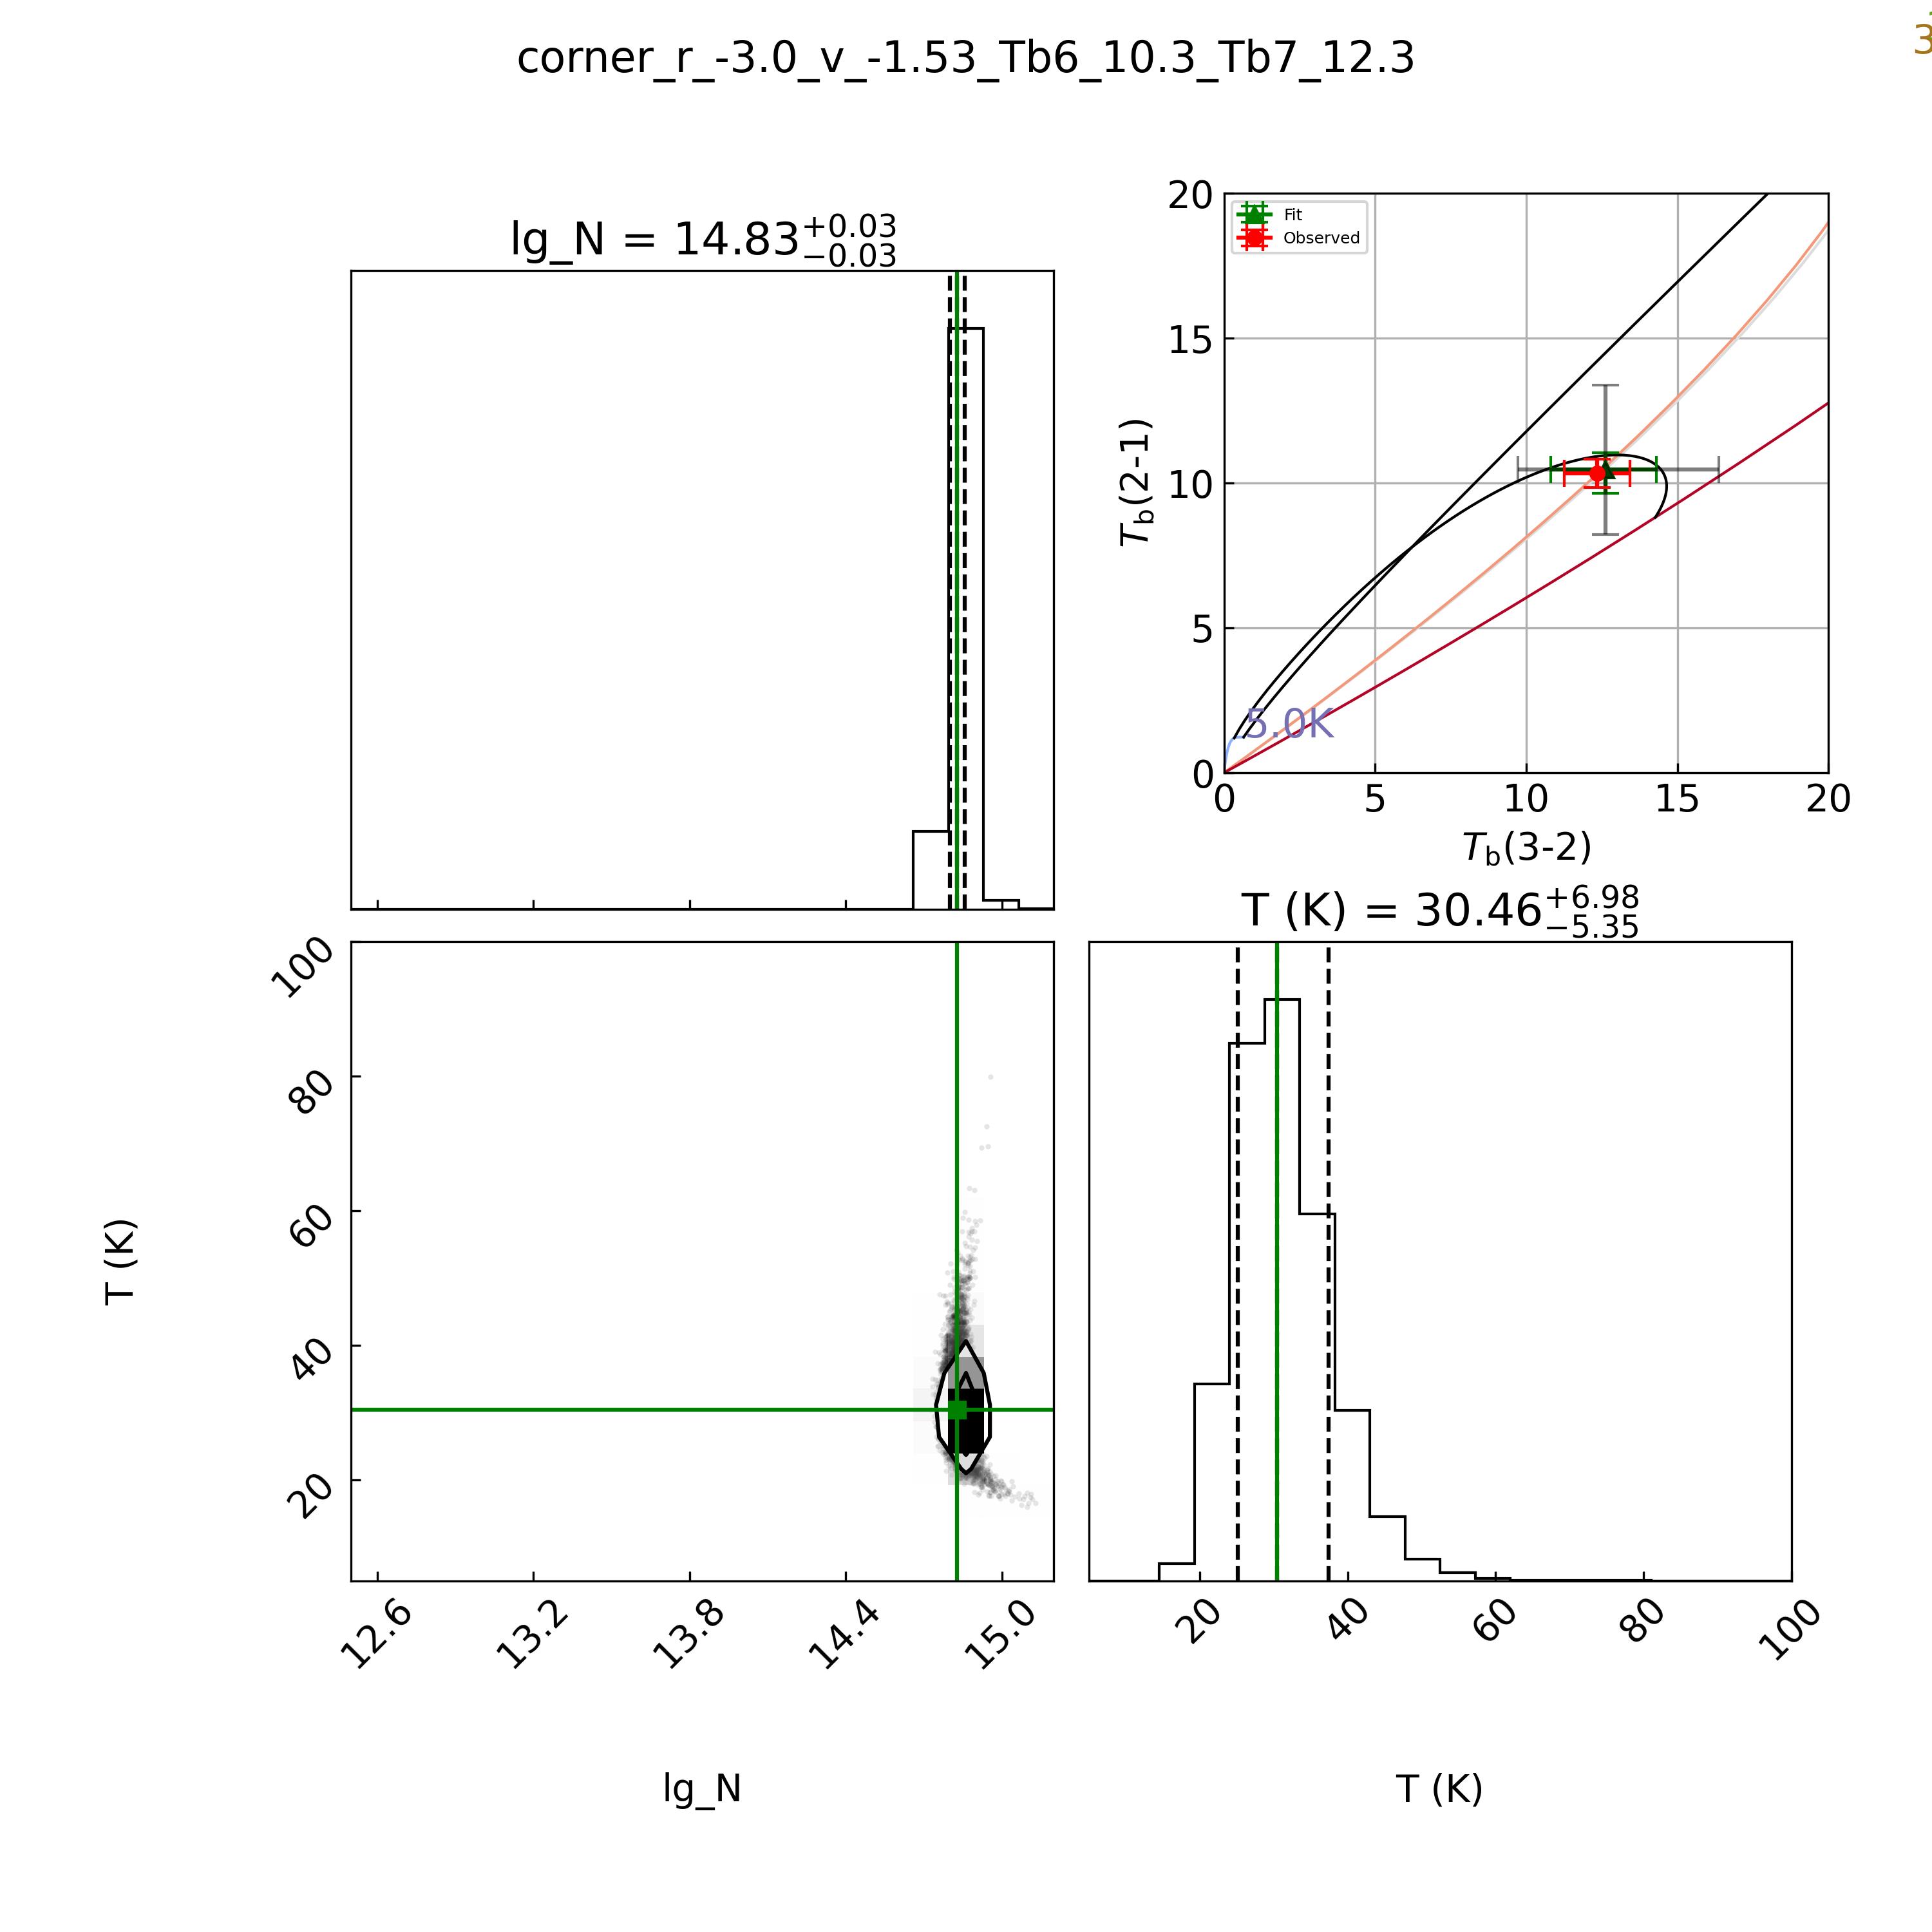 corner_r_-3.0_v_-1.53_Tb6_10.3_Tb7_12.3
3
lg_N = 14.83+0.03−0.03
Fit
Observed
20
15
10
5
0
Tb(2-1)
5.0K
0 5 10 15 20
Tb(3-2)
T (K) = 30.46+6.98−5.35
100
80
60
40
20
T (K)
12.6 13.2 13.8 14.4 15.0
20 40 60 80 100
lg_N
T (K)